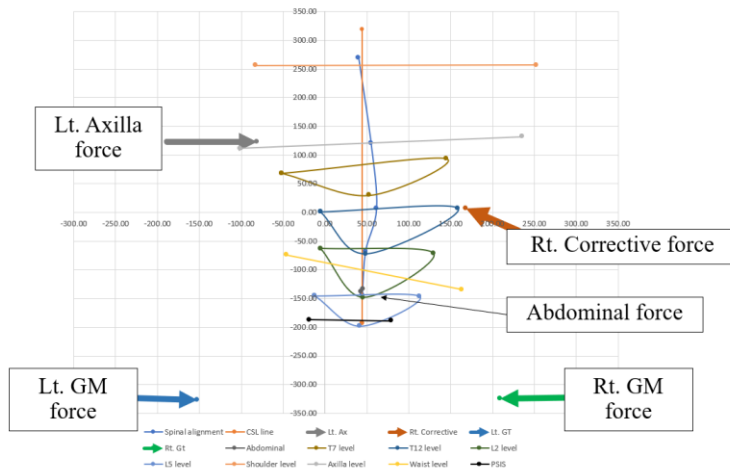 350.00
300.00
250.00
200.00
Lt. Axilla
force
150.00
100.00
50.00
0.00
-300.00 -250.00 -200.00 -150.00 -100.00 -50.00 0.00 50.00 100.00 150.00 200.00 250.00 300.00 350.00
Rt. Corrective force
-50.00
-100.00
Abdominal force
-150.00
-200.00
-250.00
Lt. GM
force
Rt. GM
force
-300.00
-350.00
Spinal alignment CSL line Lt. Ax Rt. Corrective Lt. GT
Rt. Gt Abdominal T7 level T12 level L2 level
L5 level Shoulder level Axilla level Waist level PSIS